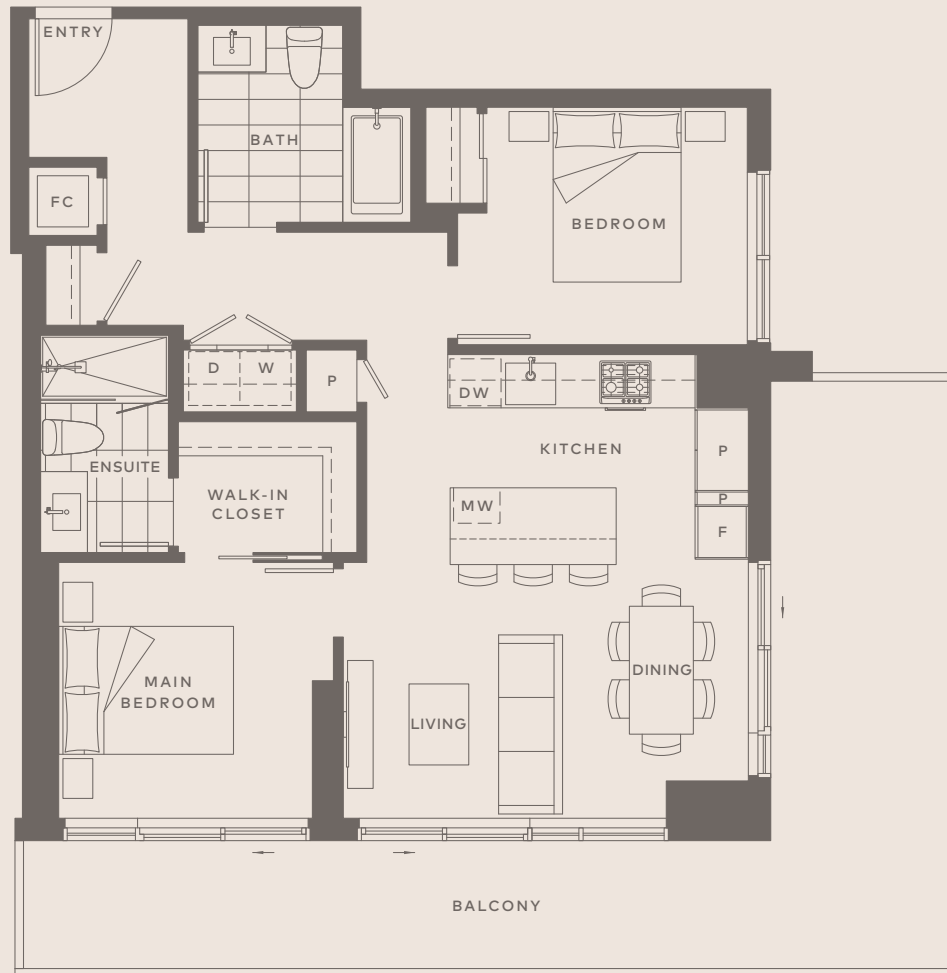 ENTRY
BATH
FC
BEDROOM
D
W
P
DW
KITCHEN
P
ENSUITE
WALK-IN
CLOSET
MW
P
F
MAIN
BEDROOM
DINING
LIVING
BALCONY